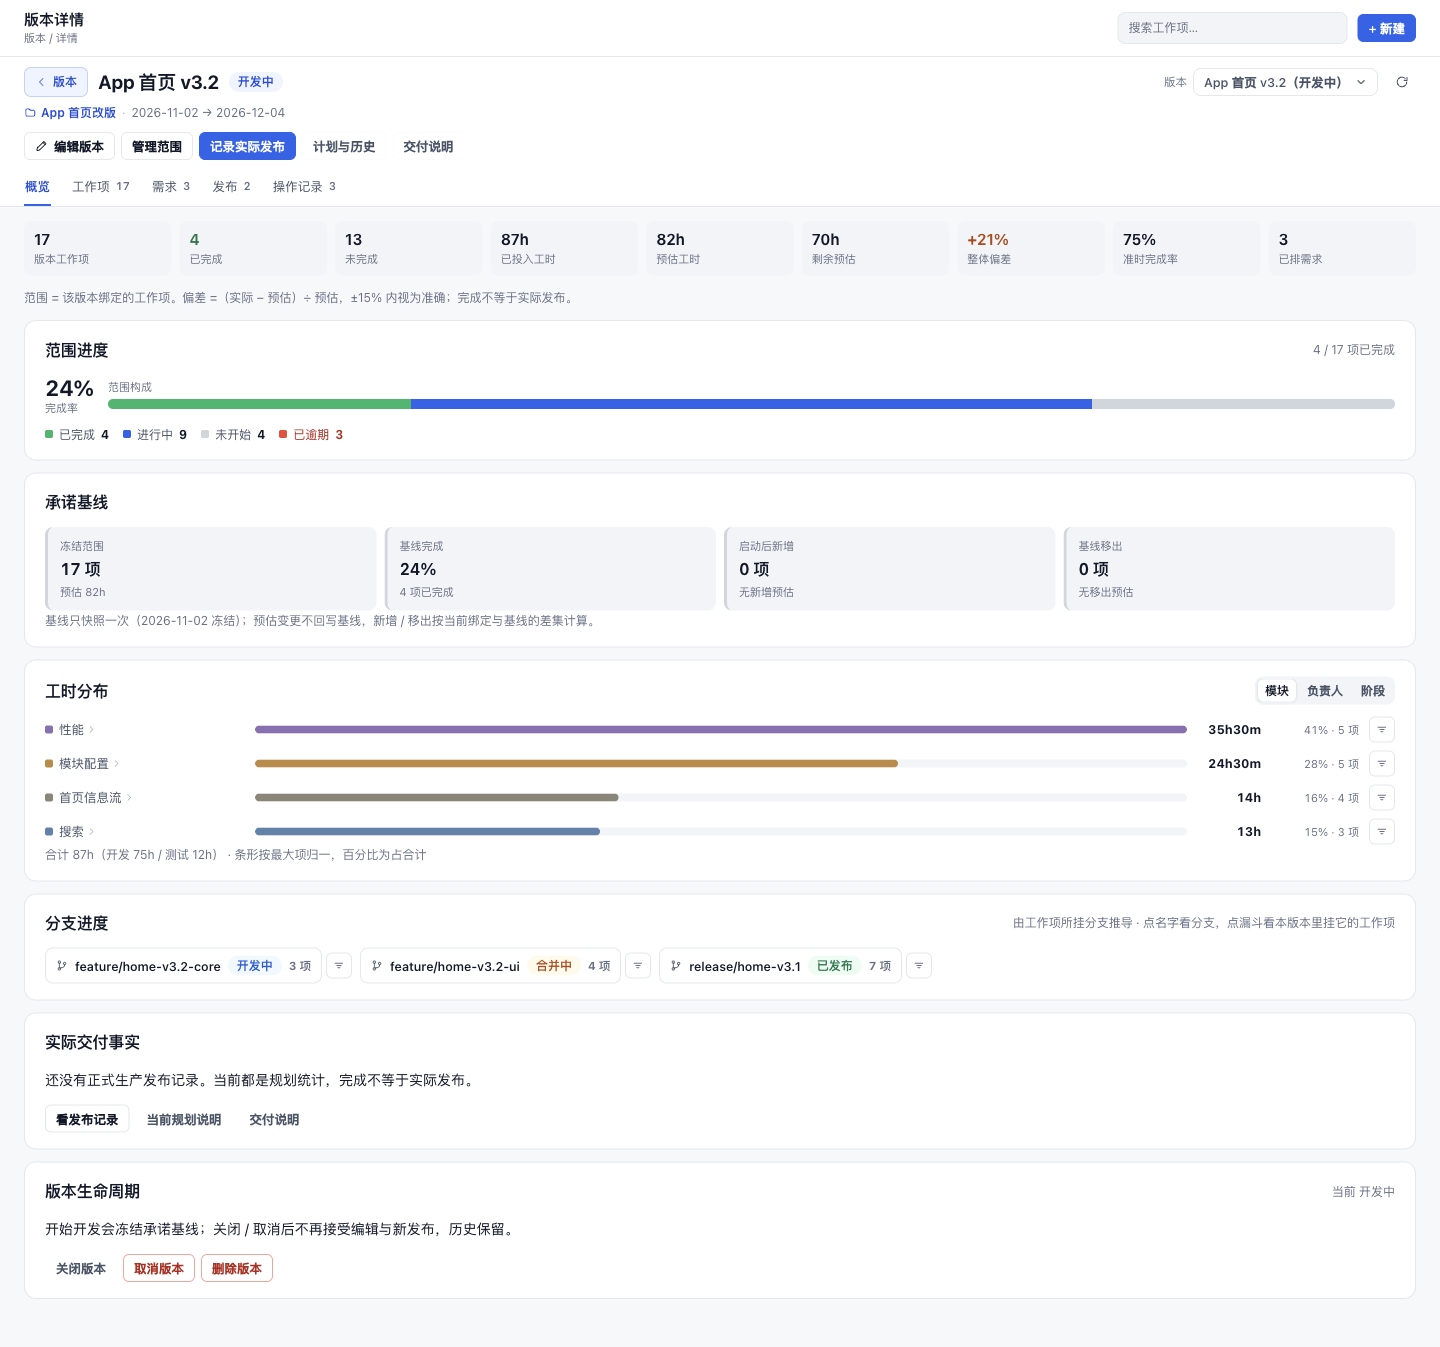 版本详情
版本 / 详情
搜索工作项...
+ 新建
版本
App 首页 v3.2
开发中
版本
App 首页 v3.2（开发中）
App 首页改版 · 2026-11-02 → 2026-12-04
编辑版本
管理范围
记录实际发布
计划与历史
交付说明
概览
工作项 17
需求 3
发布 2
操作记录 3
17
版本工作项
4
已完成
13
未完成
87h
已投入工时
82h
预估工时
70h
剩余预估
+21%
整体偏差
75%
准时完成率
3
已排需求
范围 = 该版本绑定的工作项。偏差 =（实际 − 预估）÷ 预估，±15% 内视为准确；完成不等于实际发布。
范围进度
4 / 17 项已完成
24%
完成率
范围构成
已完成 4
进行中 9
未开始 4
已逾期 3
承诺基线
冻结范围
17 项
预估 82h
基线完成
24%
4 项已完成
启动后新增
0 项
无新增预估
基线移出
0 项
无移出预估
基线只快照一次（2026-11-02 冻结）；预估变更不回写基线，新增 / 移出按当前绑定与基线的差集计算。
工时分布
模块
负责人
阶段
性能
35h30m
41% · 5 项
模块配置
24h30m
28% · 5 项
首页信息流
14h
16% · 4 项
搜索
13h
15% · 3 项
合计 87h（开发 75h / 测试 12h） · 条形按最大项归一，百分比为占合计
分支进度
由工作项所挂分支推导 · 点名字看分支，点漏斗看本版本里挂它的工作项
feature/home-v3.2-core 开发中 3 项
feature/home-v3.2-ui 合并中 4 项
release/home-v3.1 已发布 7 项
实际交付事实
还没有正式生产发布记录。当前都是规划统计，完成不等于实际发布。
看发布记录
当前规划说明
交付说明
版本生命周期
当前 开发中
开始开发会冻结承诺基线；关闭 / 取消后不再接受编辑与新发布，历史保留。
关闭版本
取消版本
删除版本